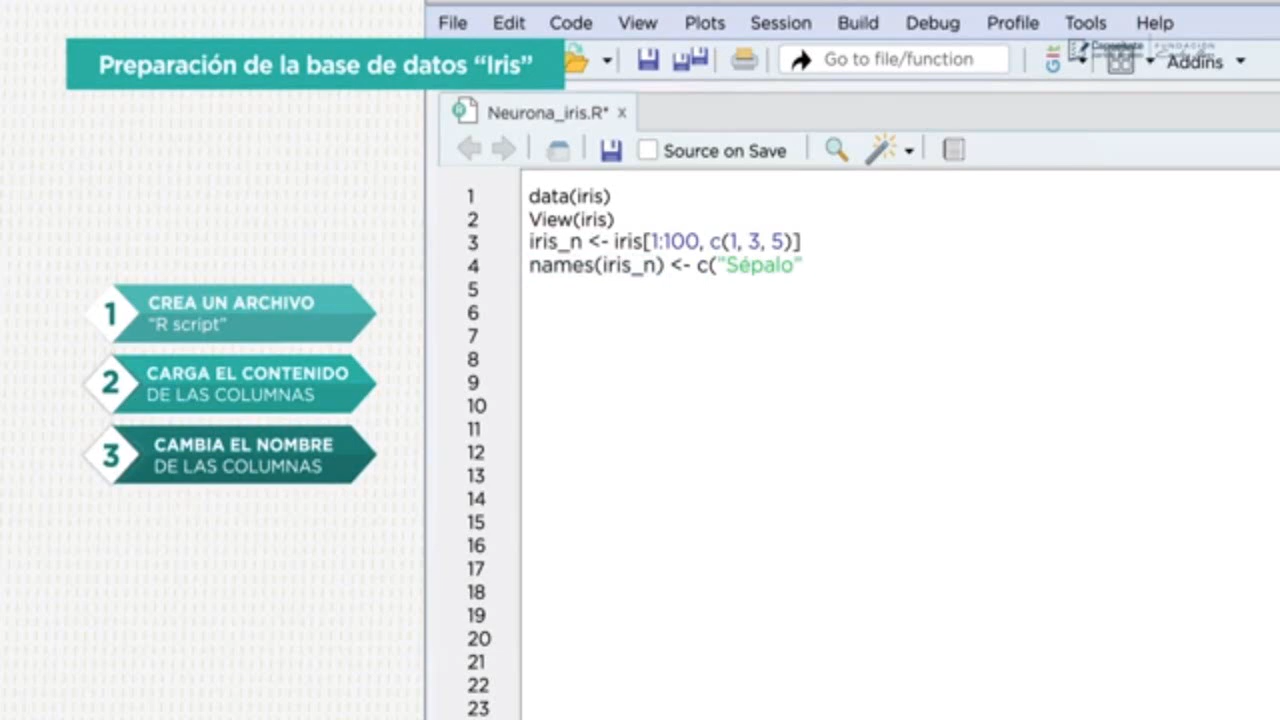 File Edit Code View Plots Session Build Debug Profile Tools Help
Preparación de la base de datos “Iris”
Go to file/function
Addins
Neurona_iris.R* x
Source on Save
1 data(iris)
2 View(iris)
3 iris_n <- iris[1:100, c(1, 3, 5)]
4 names(iris_n) <- c("Sépalo"
5
6
7
8
9
10
11
12
13
14
15
16
17
18
19
20
21
22
23
1 CREA UN ARCHIVO
“R script”
2 CARGA EL CONTENIDO
DE LAS COLUMNAS
3 CAMBIA EL NOMBRE
DE LAS COLUMNAS